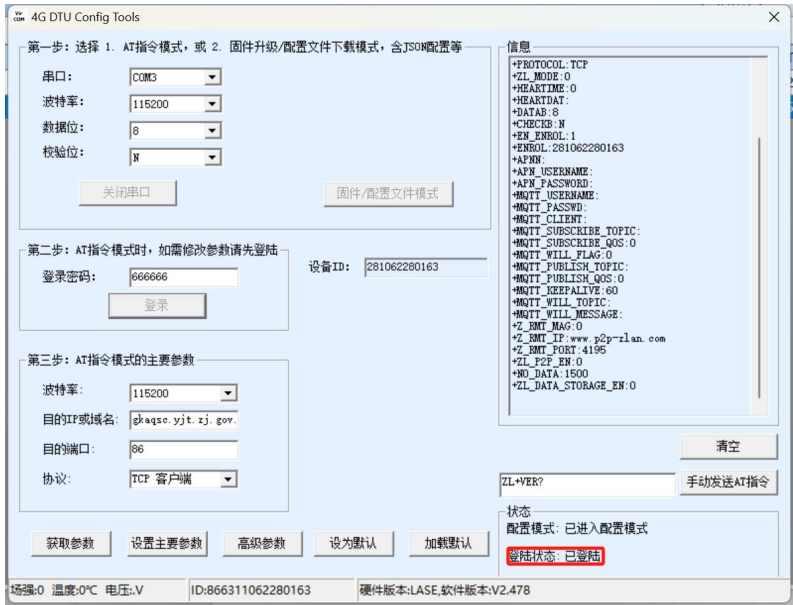 4G DTU Config Tools
第一步：选择 1. AT指令模式，或 2. 固件升级/配置文件下载模式，含JSON配置等
串口：
COM3
波特率：
115200
数据位：
8
校验位：
N
关闭串口
固件/配置文件模式
第二步：AT指令模式时，如需修改参数请先登陆
登录密码：
666666
登录
设备ID：
281062280163
第三步：AT指令模式的主要参数
波特率：
115200
目的IP或域名：
gkaqsc.yjt.zj.gov.
目的端口：
86
协议：
TCP 客户端
获取参数
设置主要参数
高级参数
设为默认
加载默认
信息
+PROTOCOL:TCP
+ZL_MODE:0
+HEARTIME:0
+HEARTDAT:
+DATAB:8
+CHECKB:N
+EN_ENROL:1
+ENROL:281062280163
+APNN:
+APN_USERNAME:
+APN_PASSWORD:
+MQTT_USERNAME:
+MQTT_PASSWD:
+MQTT_CLIENT:
+MQTT_SUBSCRIBE_TOPIC:
+MQTT_SUBSCRIBE_QOS:0
+MQTT_WILL_FLAG:0
+MQTT_PUBLISH_TOPIC:
+MQTT_PUBLISH_QOS:0
+MQTT_KEEPALIVE:60
+MQTT_WILL_TOPIC:
+MQTT_WILL_MESSAGE:
+Z_RMT_MAG:0
+Z_RMT_IP:www.p2p-zlan.com
+Z_RMT_PORT:4195
+ZL_P2P_EN:0
+NO_DATA:1500
+ZL_DATA_STORAGE_EN:0
清空
ZL+VER?
手动发送AT指令
状态
配置模式：已进入配置模式
登陆状态：已登陆
场强:0 温度:0℃ 电压:.V
ID:866311062280163
硬件版本:LASE,软件版本:V2.478